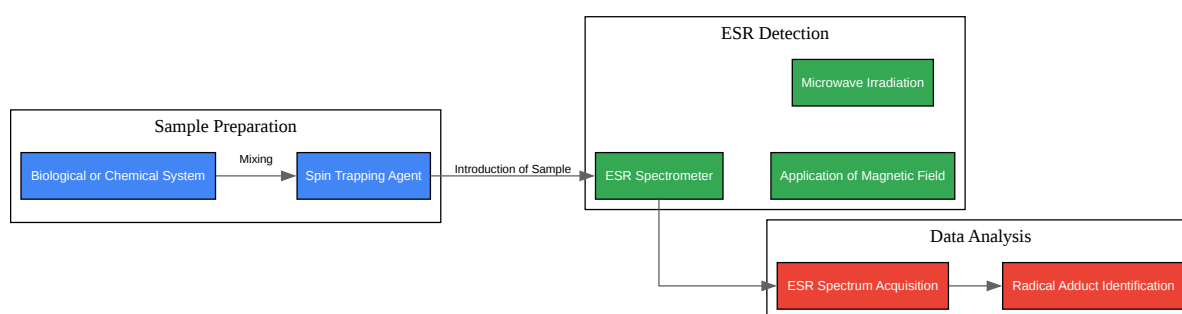 ESR Detection
Microwave Irradiation
Sample Preparation
Biological or Chemical System
Mixing
Spin Trapping Agent
Introduction of Sample
ESR Spectrometer
Application of Magnetic Field
Data Analysis
ESR Spectrum Acquisition
Radical Adduct Identification